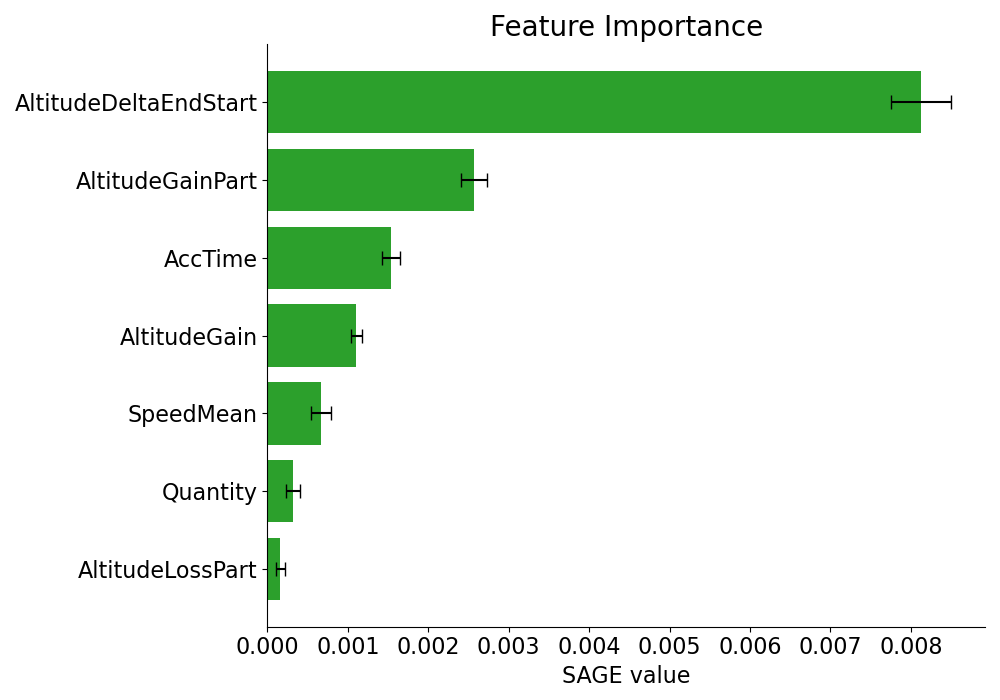 Feature Importance
AltitudeDeltaEndStart
AltitudeGainPart
AccTime
AltitudeGain
SpeedMean
Quantity
AltitudeLossPart
0.000 0.001 0.002 0.003 0.004 0.005 0.006 0.007 0.008
SAGE value